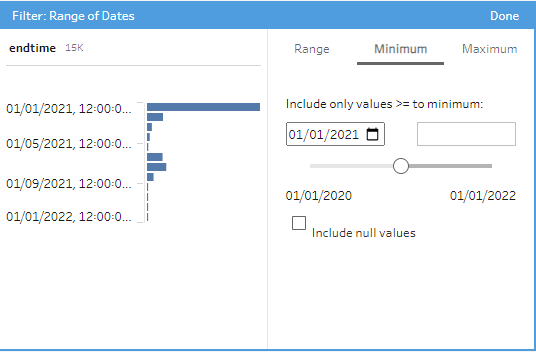 Filter: Range of Dates
Done
endtime 15K
Range
Minimum
Maximum
01/01/2021, 12:00:0...
01/05/2021, 12:00:0...
01/09/2021, 12:00:0...
01/01/2022, 12:00:0...
Include only values >= to minimum:
01/01/2021
01/01/2020
01/01/2022
Include null values